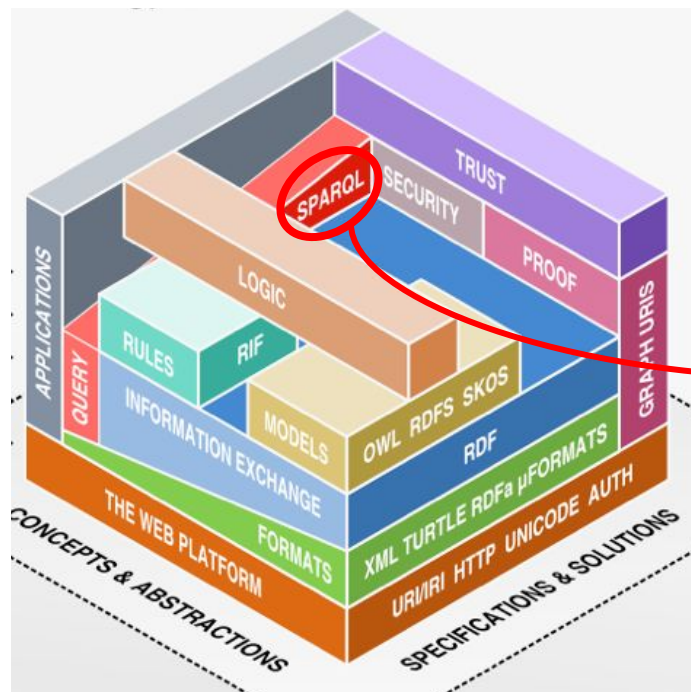 TRUST
SPARQL
SECURITY
PROOF
LOGIC
APPLICATIONS
RULES
RIF
GRAPH URIS
QUERY
INFORMATION EXCHANGE
MODELS
OWL RDFS SKOS
RDF
FORMATS
XML TURTLE RDFa µFORMATS
THE WEB PLATFORM
URI/IRI HTTP UNICODE AUTH
CONCEPTS & ABSTRACTIONS
SPECIFICATIONS & SOLUTIONS